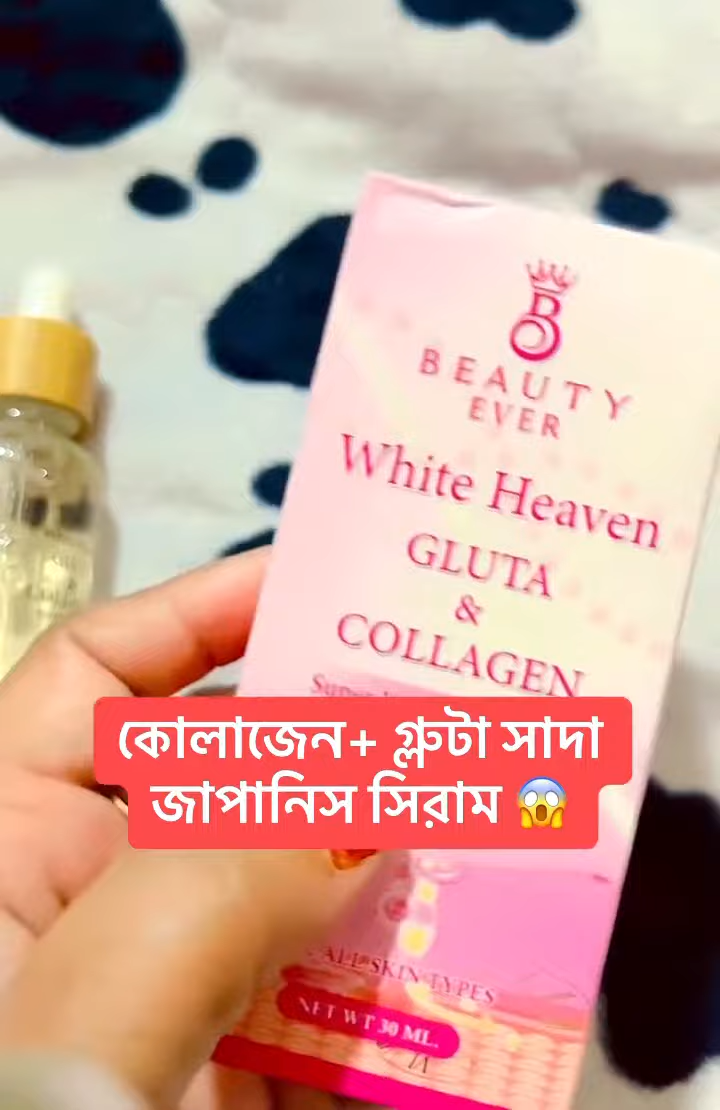 BEAUTY
EVER
White Heaven
GLUTA
&
COLLAGEN
কোলাজেন+ গ্লুটা সাদা
জাপানিস সিরাম 😱
ALL SKIN TYPES
NET WT 30 ML.